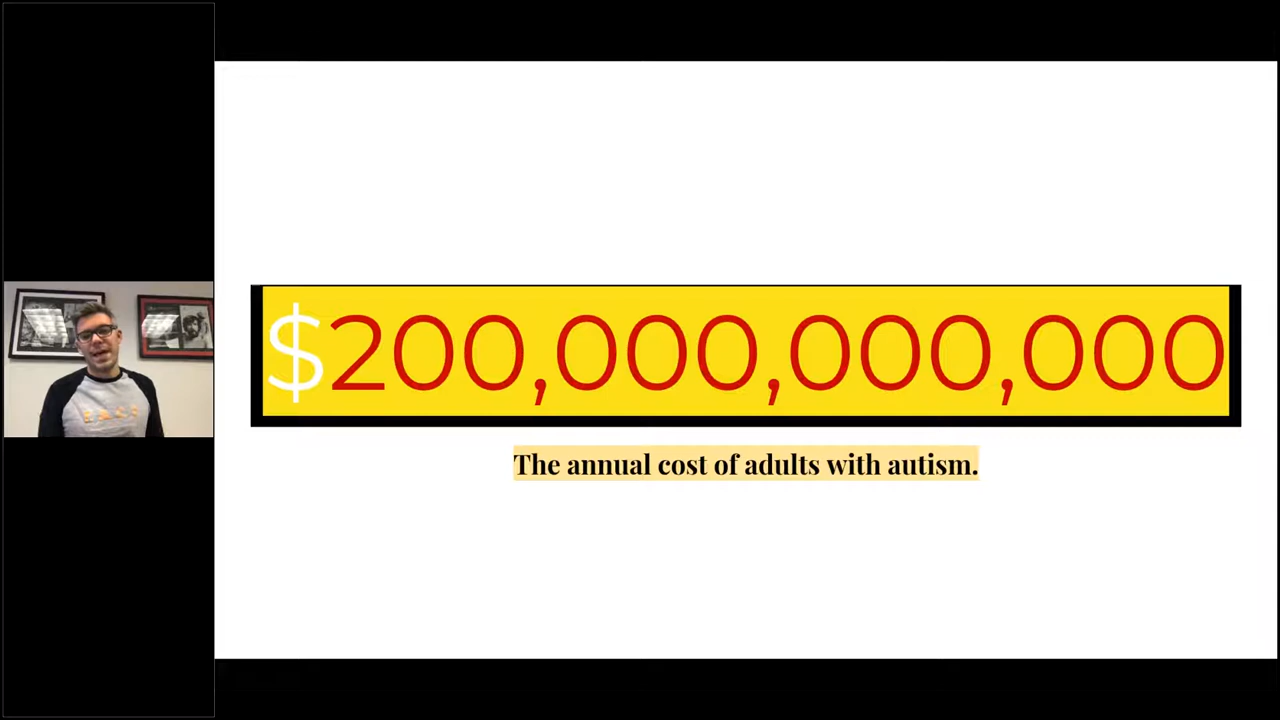 $200,000,000,000
The annual cost of adults with autism.